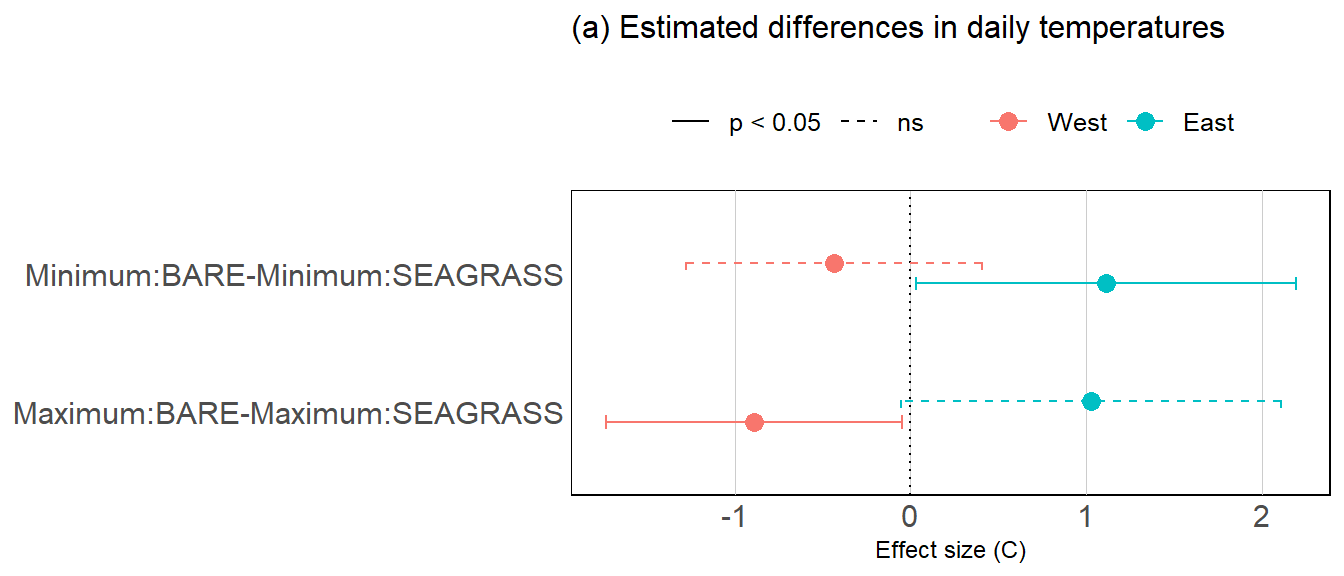 (a) Estimated differences in daily temperatures
p < 0.05 ns West East
Minimum:BARE-Minimum:SEAGRASS
Maximum:BARE-Maximum:SEAGRASS
-1 0 1 2
Effect size (C)